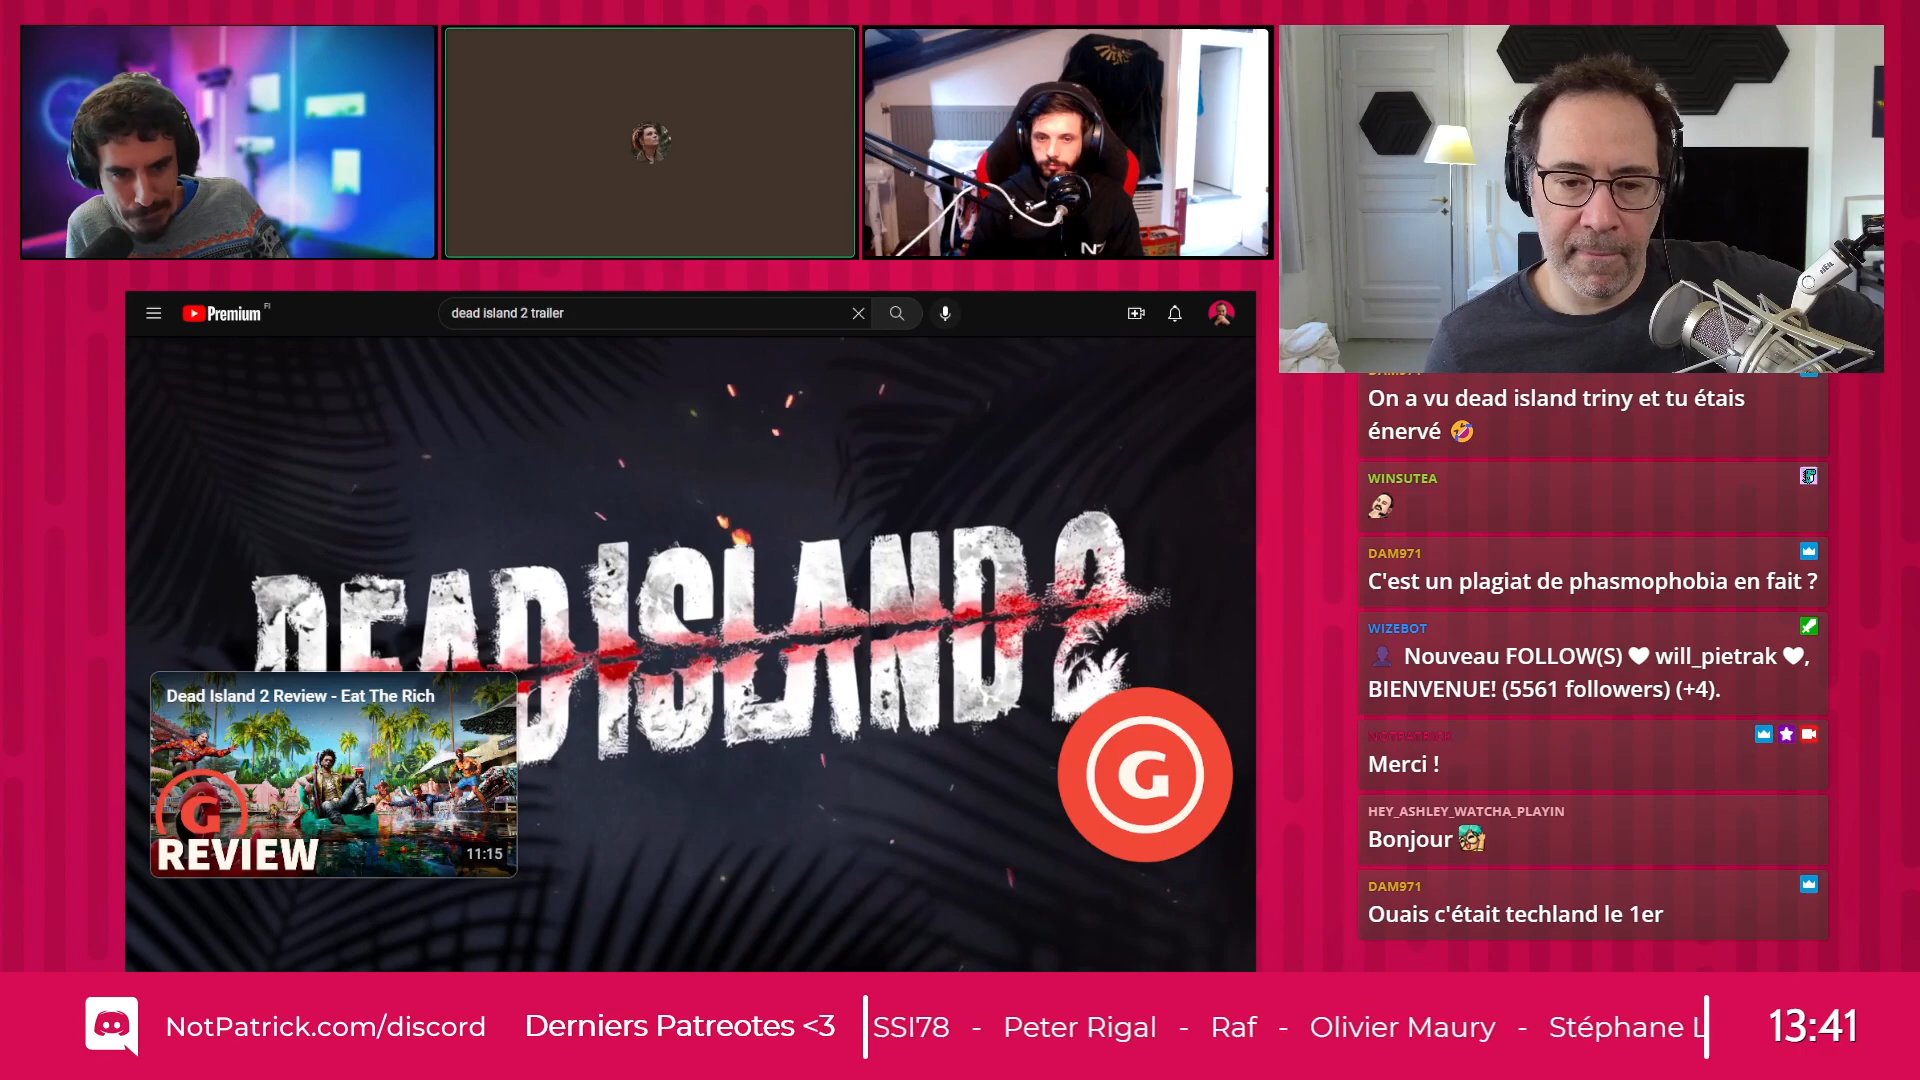 N7
Premium FI
dead island 2 trailer
DEAD ISLAND 2
Dead Island 2 Review - Eat The Rich
G
REVIEW
11:15
G
On a vu dead island triny et tu étais
énervé 🤣
WINSUTEA
DAM971
C'est un plagiat de phasmophobia en fait ?
WIZEBOT
👤 Nouveau FOLLOW(S) ♥ will_pietrak ♥,
BIENVENUE! (5561 followers) (+4).
NOTPATRICK
Merci !
HEY_ASHLEY_WATCHA_PLAYIN
Bonjour
DAM971
Ouais c'était techland le 1er
NotPatrick.com/discord
Derniers Patreotes <3
SSI78 - Peter Rigal - Raf - Olivier Maury - Stéphane L
13:41